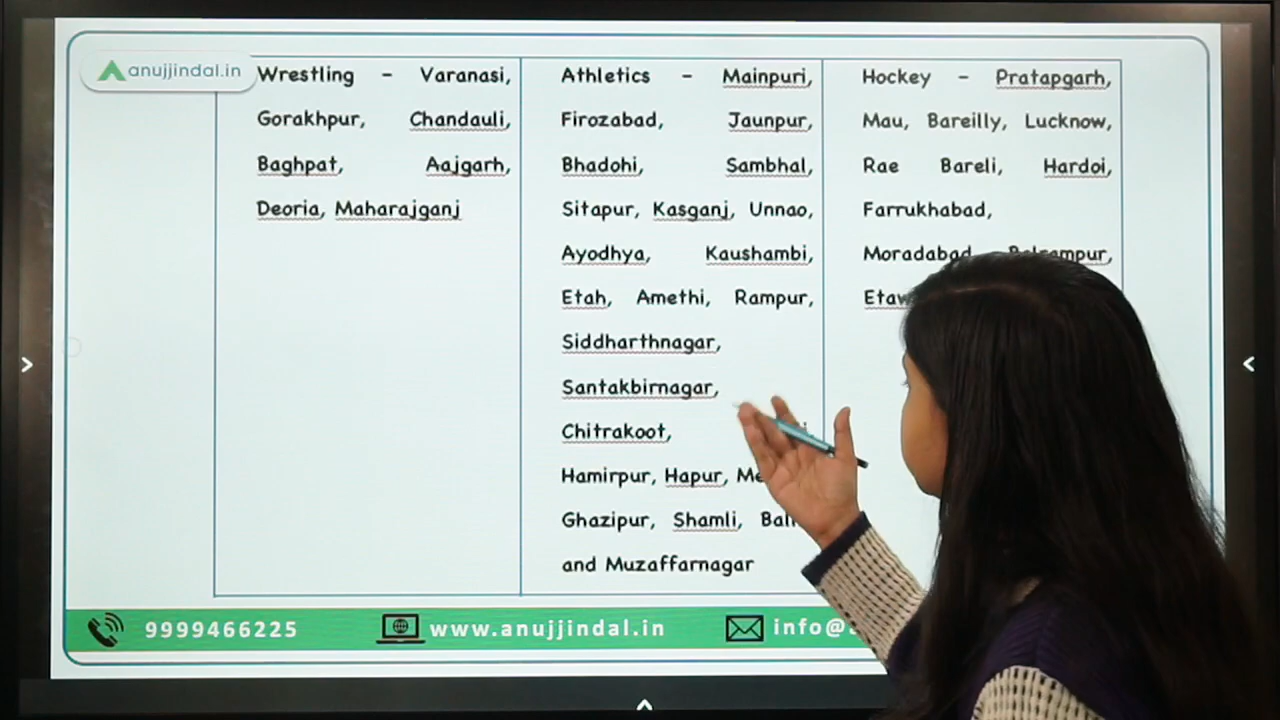 anujjindal.in
Wrestling – Varanasi,
Gorakhpur, Chandauli,
Baghpat, Aajgarh,
Deoria, Maharajganj
Athletics – Mainpuri,
Firozabad, Jaunpur,
Bhadohi, Sambhal,
Sitapur, Kasganj, Unnao,
Ayodhya, Kaushambi,
Etah, Amethi, Rampur,
Siddharthnagar,
Santakbirnagar,
Chitrakoot,
Hamirpur, Hapur,
Ghazipur, Shamli,
and Muzaffarnagar
Hockey – Pratapgarh,
Mau, Bareilly, Lucknow,
Rae Bareli, Hardoi,
Farrukhabad,
Moradabad
9999466225
www.anujjindal.in